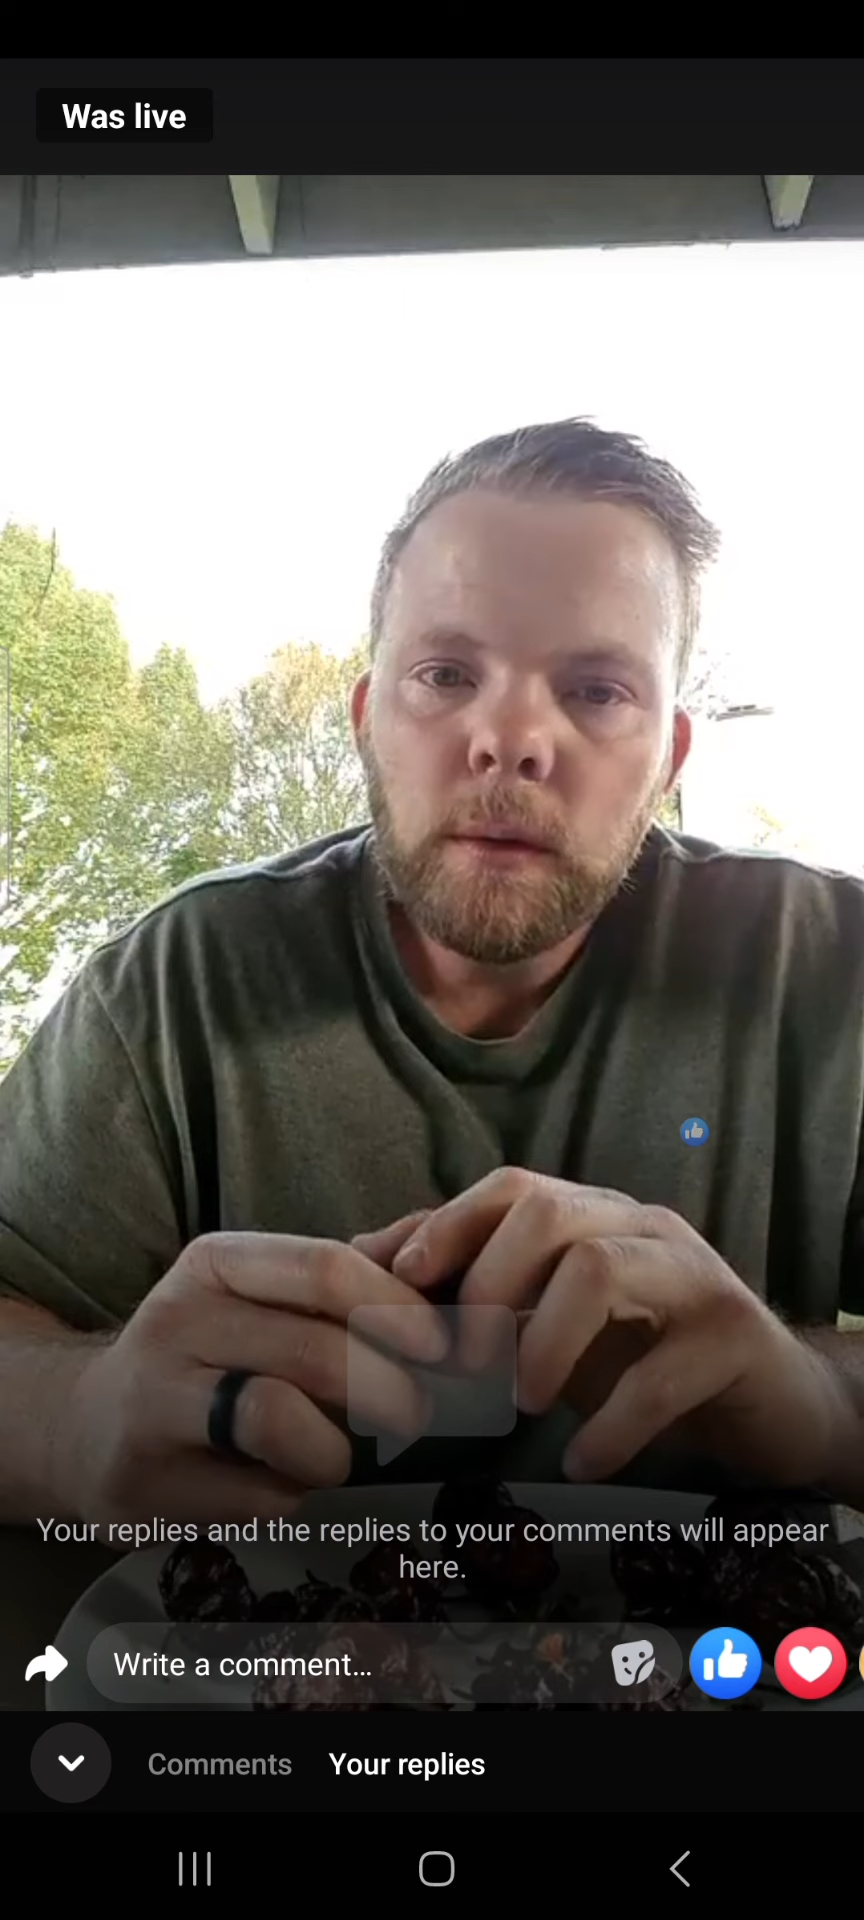 Was live
Your replies and the replies to your comments will appear
here.
Write a comment...
Comments
Your replies